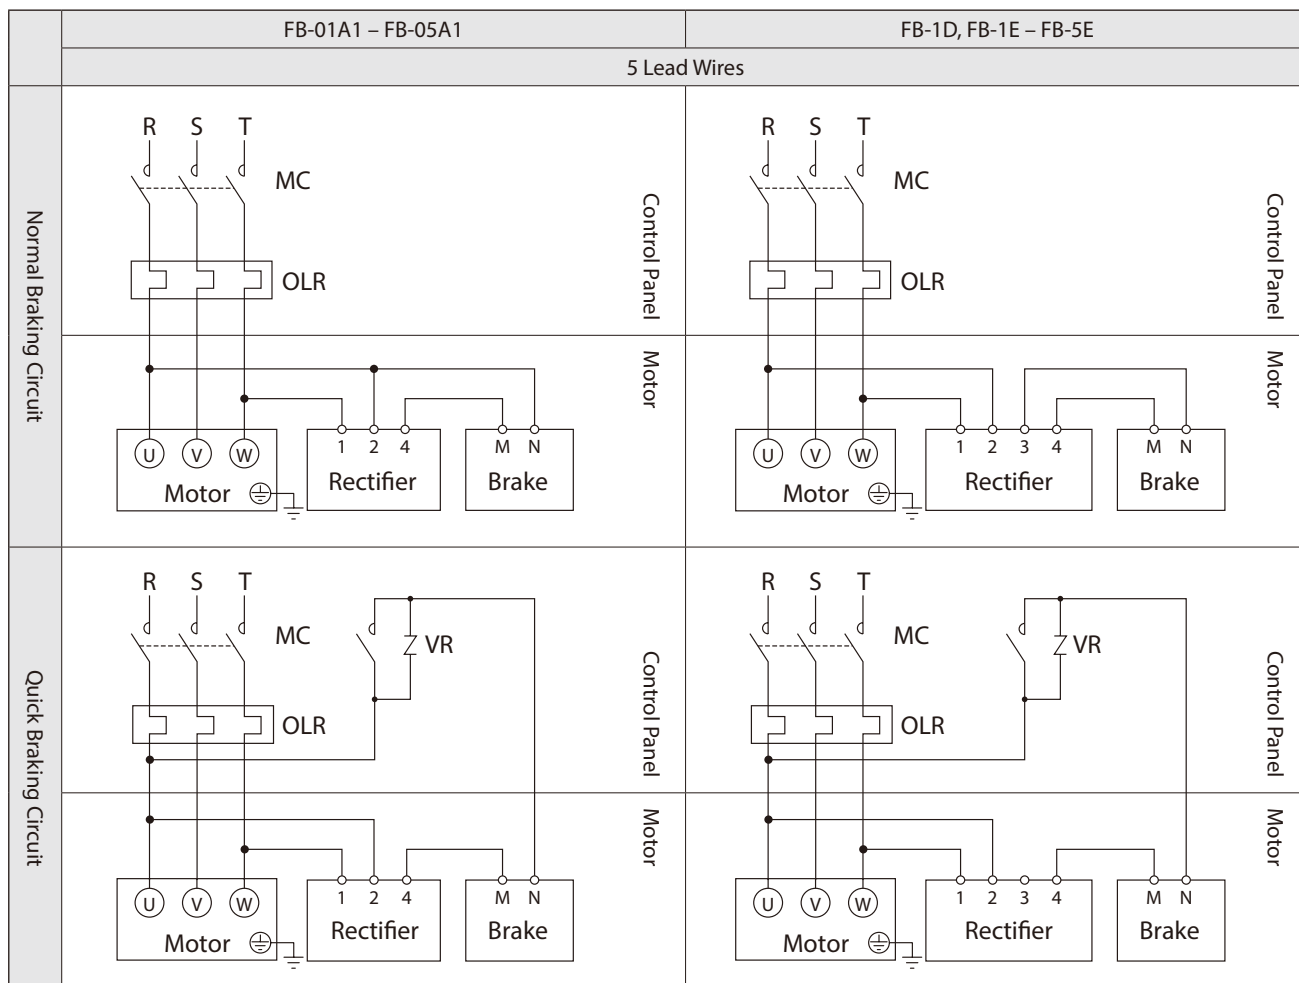 FB-01A1 – FB-05A1
FB-1D, FB-1E – FB-5E
5 Lead Wires
Normal Braking Circuit
R S T
MC
OLR
Control Panel
Motor
U V W
Motor
1 2 4
Rectifier
M N
Brake
R S T
MC
OLR
Control Panel
Motor
U V W
Motor
1 2 3 4
Rectifier
M N
Brake
Quick Braking Circuit
R S T
MC
VR
OLR
Control Panel
Motor
U V W
Motor
1 2 4
Rectifier
M N
Brake
R S T
MC
VR
OLR
Control Panel
Motor
U V W
Motor
1 2 3 4
Rectifier
M N
Brake